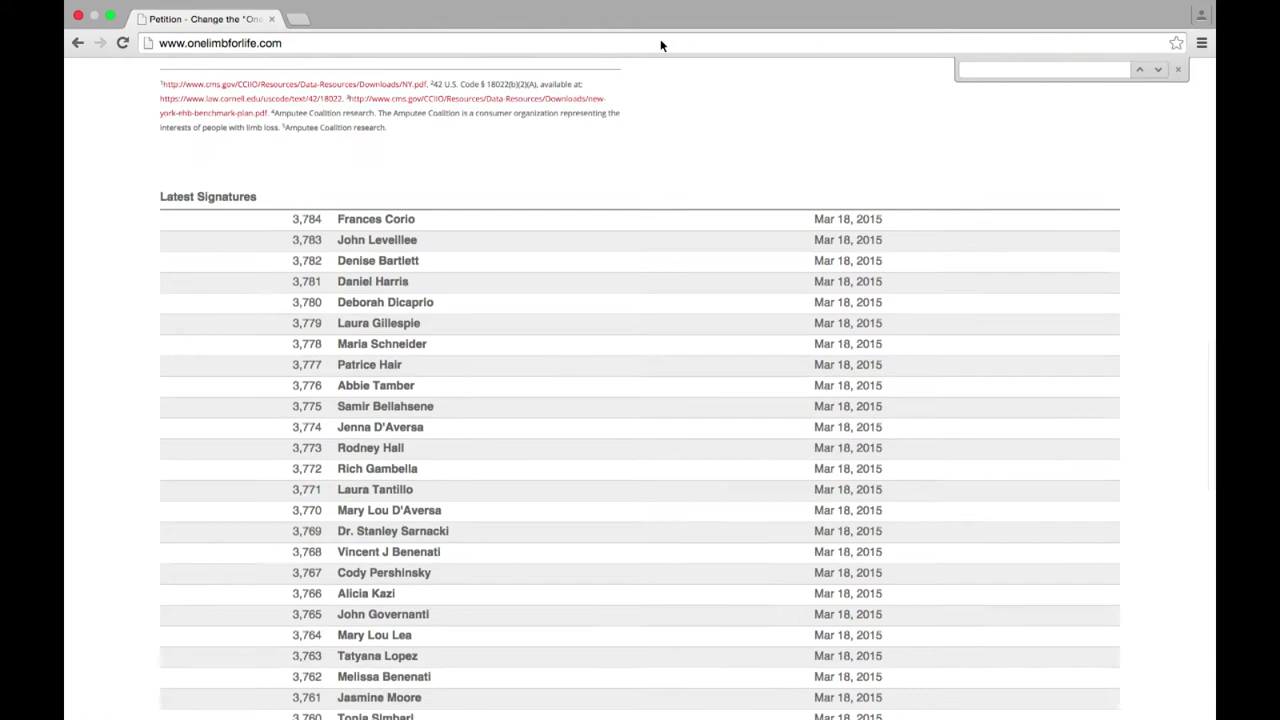 Petition - Change the "One
www.onelimbforlife.com
¹http://www.cms.gov/CCIIO/Resources/Data-Resources/Downloads/NY.pdf. ²42 U.S. Code § 18022(b)(2)(A), available at:
https://www.law.cornell.edu/uscode/text/42/18022. ³http://www.cms.gov/CCIIO/Resources/Data-Resources/Downloads/new-
york-ehb-benchmark-plan.pdf. ⁴Amputee Coalition research. The Amputee Coalition is a consumer organization representing the
interests of people with limb loss. ⁵Amputee Coalition research.
Latest Signatures
3,784 Frances Corio Mar 18, 2015
3,783 John Leveillee Mar 18, 2015
3,782 Denise Bartlett Mar 18, 2015
3,781 Daniel Harris Mar 18, 2015
3,780 Deborah Dicaprio Mar 18, 2015
3,779 Laura Gillespie Mar 18, 2015
3,778 Maria Schneider Mar 18, 2015
3,777 Patrice Hair Mar 18, 2015
3,776 Abbie Tamber Mar 18, 2015
3,775 Samir Bellahsene Mar 18, 2015
3,774 Jenna D'Aversa Mar 18, 2015
3,773 Rodney Hall Mar 18, 2015
3,772 Rich Gambella Mar 18, 2015
3,771 Laura Tantillo Mar 18, 2015
3,770 Mary Lou D'Aversa Mar 18, 2015
3,769 Dr. Stanley Sarnacki Mar 18, 2015
3,768 Vincent J Benenati Mar 18, 2015
3,767 Cody Pershinsky Mar 18, 2015
3,766 Alicia Kazi Mar 18, 2015
3,765 John Governanti Mar 18, 2015
3,764 Mary Lou Lea Mar 18, 2015
3,763 Tatyana Lopez Mar 18, 2015
3,762 Melissa Benenati Mar 18, 2015
3,761 Jasmine Moore Mar 18, 2015
3,760 Tonia Simbari Mar 18, 2015